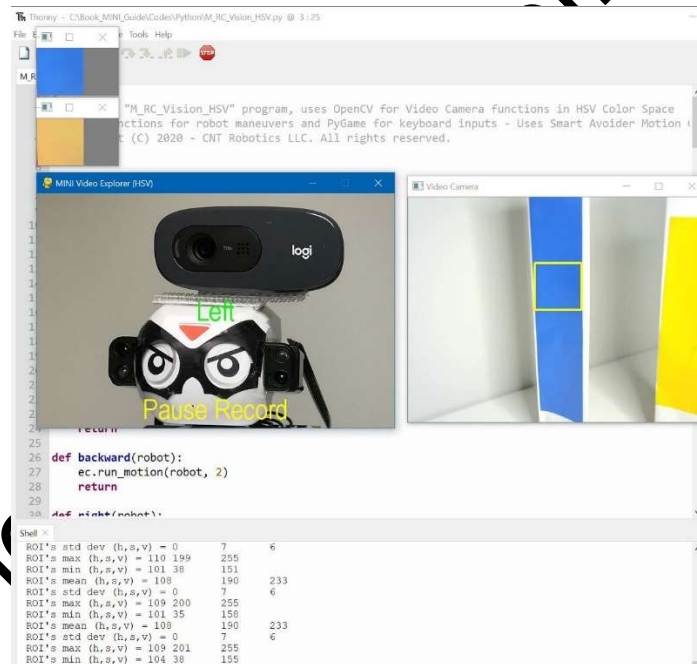 Thonny - C:\Book_MINI_Guide\Codes\Python\M_RC_Vision_HSV.py @ 3 : 25
File
Tools Help
STOP
"M_RC_Vision_HSV" program, uses OpenCV for Video Camera functions in HSV Color Space
nctions for robot maneuvers and PyGame for keyboard inputs - Uses Smart Avoider Motion
(C) 2020 - CNT Robotics LLC. All rights reserved.
MINI Video Explorer (HSV)
Video Camera
logi
Left
Pause Record
24 return
25
26 def backward(robot):
27 ec.run_motion(robot, 2)
28 return
29
30 def right(robot):
Shell
ROI's std dev (h,s,v) = 0 7 6
ROI's max (h,s,v) = 110 199 255
ROI's min (h,s,v) = 101 38 151
ROI's mean (h,s,v) = 108 190 233
ROI's std dev (h,s,v) = 0 7 6
ROI's max (h,s,v) = 109 200 255
ROI's min (h,s,v) = 101 35 158
ROI's mean (h,s,v) = 108 190 233
ROI's std dev (h,s,v) = 0 7 6
ROI's max (h,s,v) = 109 201 255
ROI's min (h,s,v) = 104 38 155